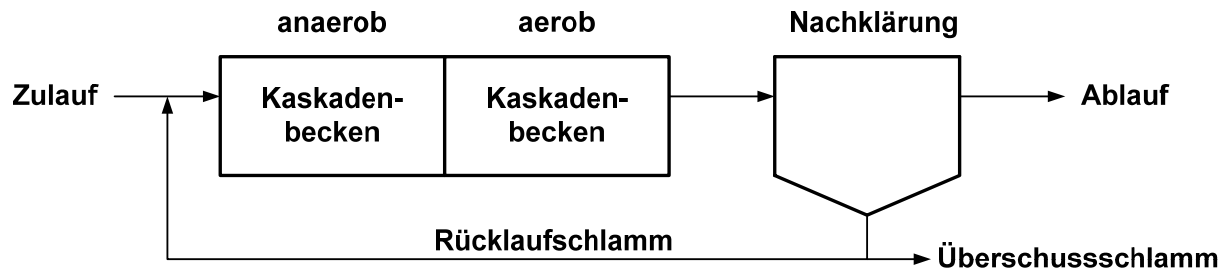 anaerob aerob Nachklärung
Zulauf Kaskaden-
becken Kaskaden-
becken Ablauf
Rücklaufschlamm
Überschussschlamm